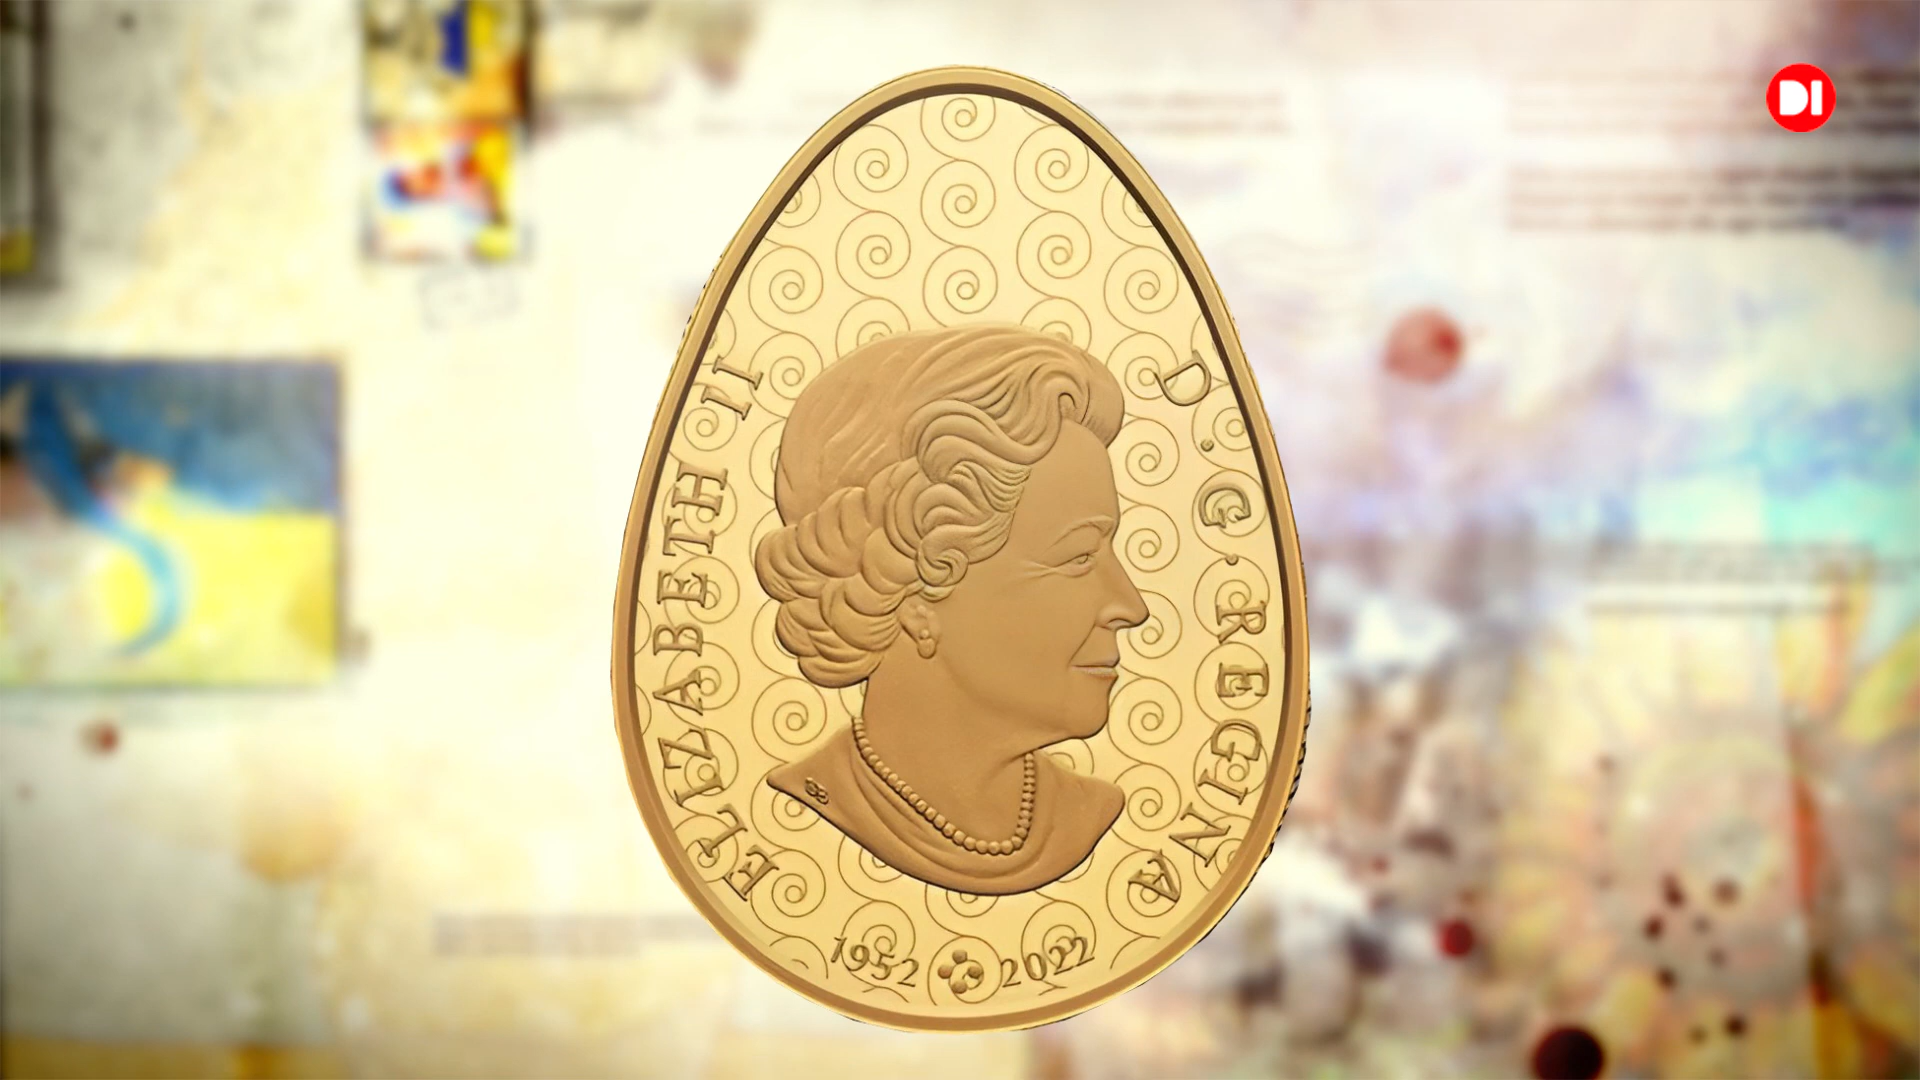 DI
ELIZABETH II
D • G • REGINA
1952 2022